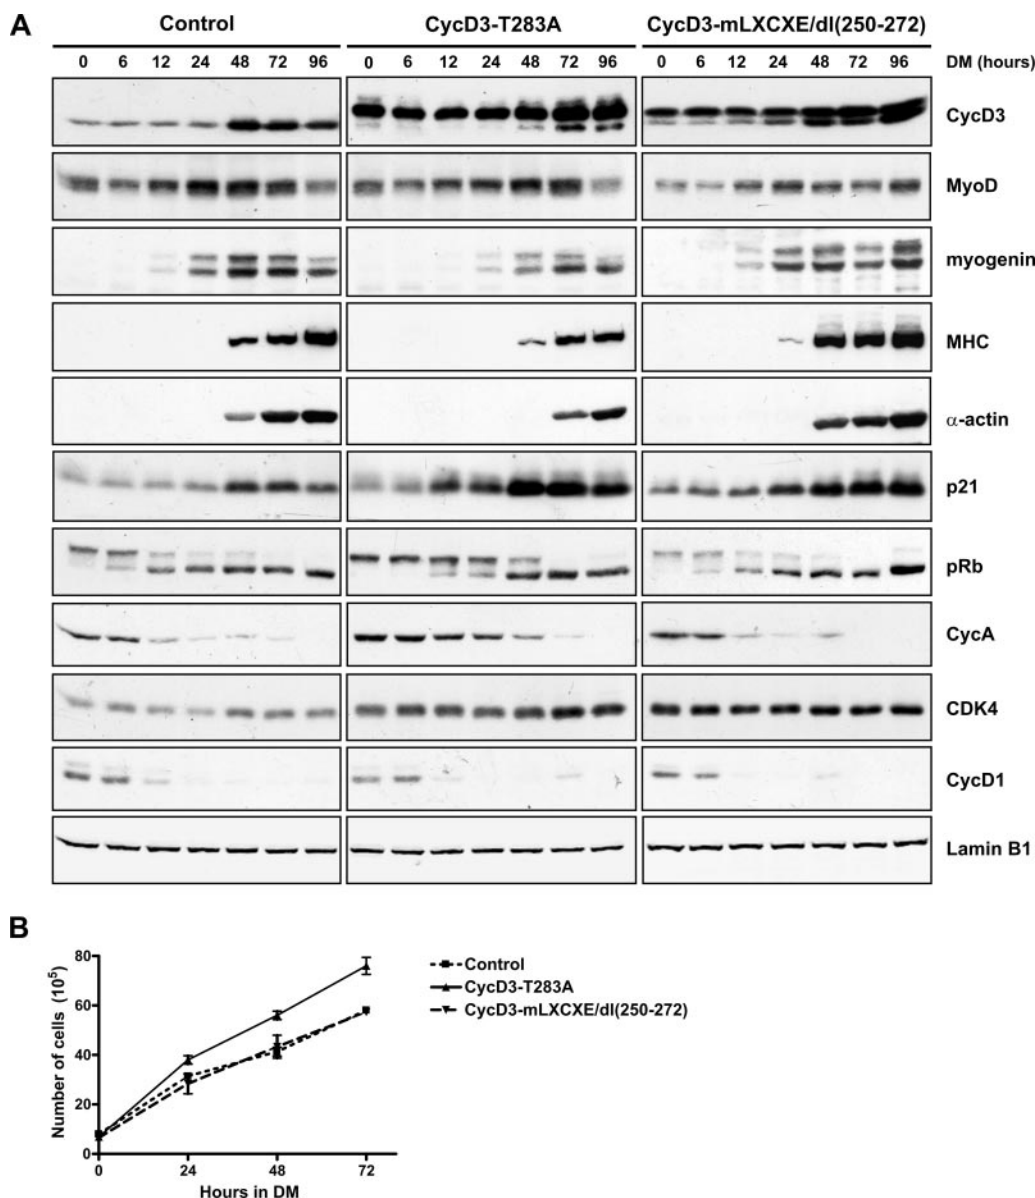 A
Control CycD3-T283A CycD3-mLXCXE/dl(250-272)
0 6 12 24 48 72 96 0 6 12 24 48 72 96 0 6 12 24 48 72 96 DM (hours)
CycD3
MyoD
myogenin
MHC
α-actin
p21
pRb
CycA
CDK4
CycD1
Lamin B1
B
Number of cells (10⁵)
80
60
40
20
0
0 24 48 72
Hours in DM
Control
CycD3-T283A
CycD3-mLXCXE/dl(250-272)